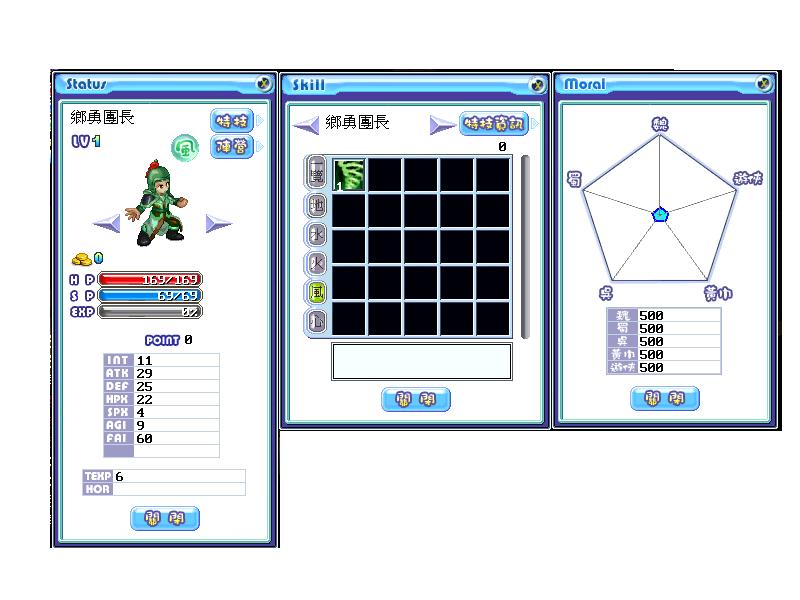 Status
鄉勇團長
特技
LV 1
風
陣營
0
H P 169/169
S P 69/69
EXP 0%
POINT 0
INT 11
ATK 29
DEF 25
HPX 22
SPX 4
AGI 9
FAI 60
TEXP 6
HOR
關 閉
Skill
鄉勇團長
特技資訊
0
一覽
1
地
水
火
風
心
關 閉
Moral
魏
蜀
遊俠
吳
黃巾
魏 500
蜀 500
吳 500
黃巾 500
遊俠 500
關 閉